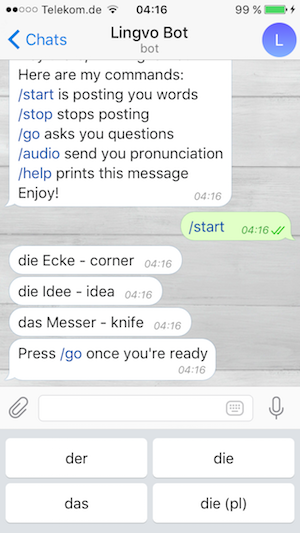 Telekom.de 04:16 99 %
Chats Lingvo Bot L
bot
Here are my commands:
/start is posting you words
/stop stops posting
/go asks you questions
/audio send you pronunciation
/help prints this message
Enjoy! 04:16
/start 04:16
die Ecke - corner 04:16
die Idee - idea 04:16
das Messer - knife 04:16
Press /go once you're ready
04:16
der die
das die (pl)